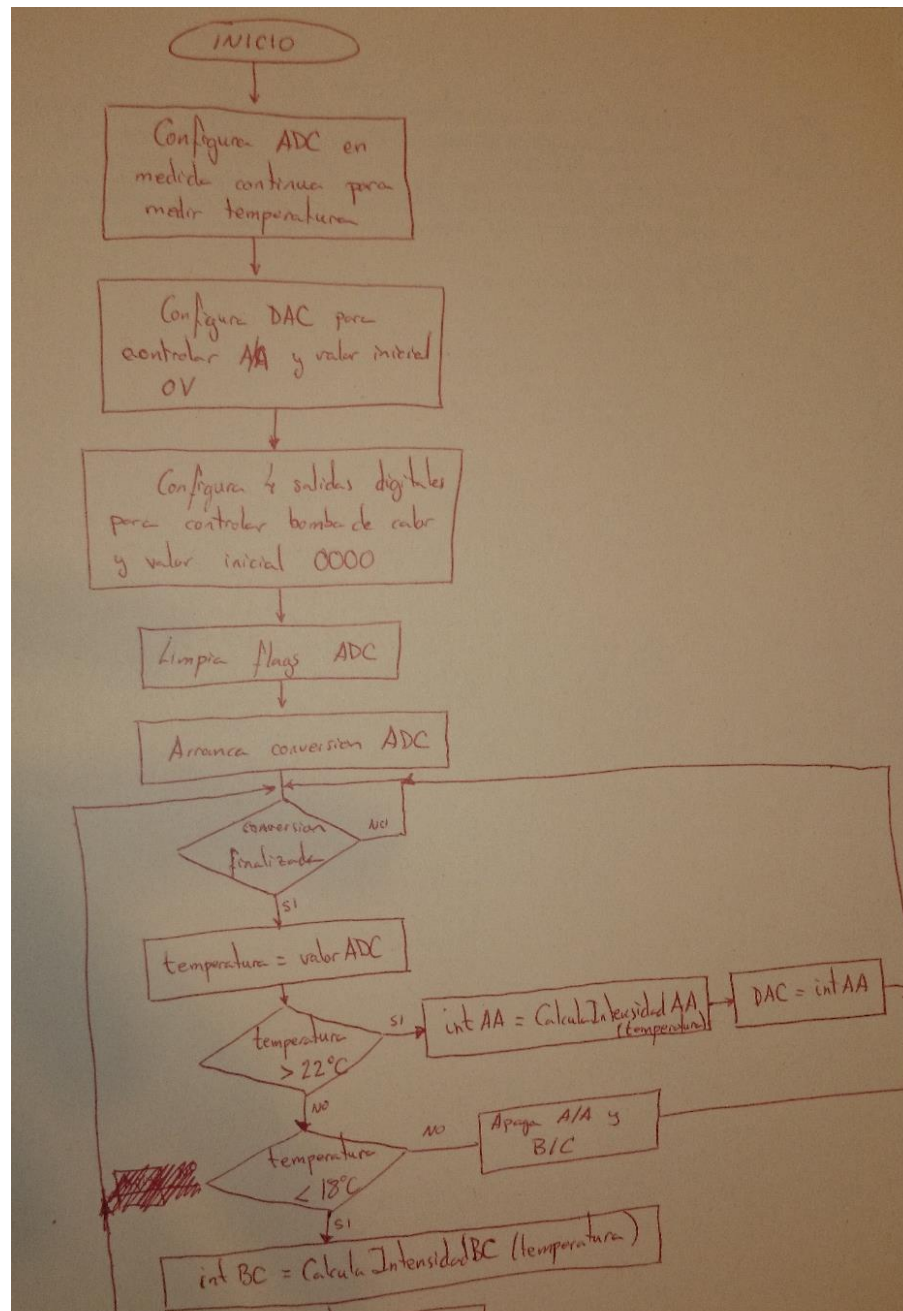 INICIO
Configura ADC en
medida continua para
medir temperatura
Configura DAC para
controlar A/A y valor inicial
0V
Configura 4 salidas digitales
para controlar bomba de calor
y valor inicial 0000
Limpia flags ADC
Arranca conversion ADC
conversion
finalizada
NO
SI
temperatura = valor ADC
temperatura
> 22°C
SI
int AA = CalculaIntensidadAA
(temperatura)
DAC = int AA
NO
temperatura
< 18°C
NO
Apaga A/A y
B/C
SI
int BC = CalculaIntensidadBC (temperatura)